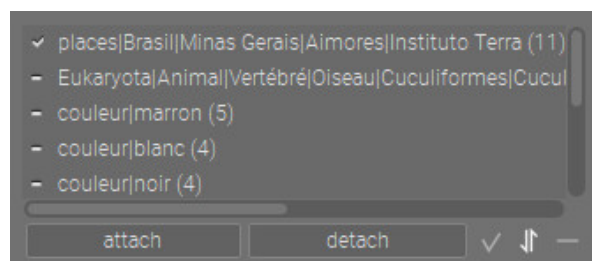 places|Brasil|Minas Gerais|Aimores|Instituto Terra (11)
Eukaryota|Animal|Vertébré|Oiseau|Cuculiformes|Cucul
couleur|marron (5)
couleur|blanc (4)
couleur|noir (4)
attach detach